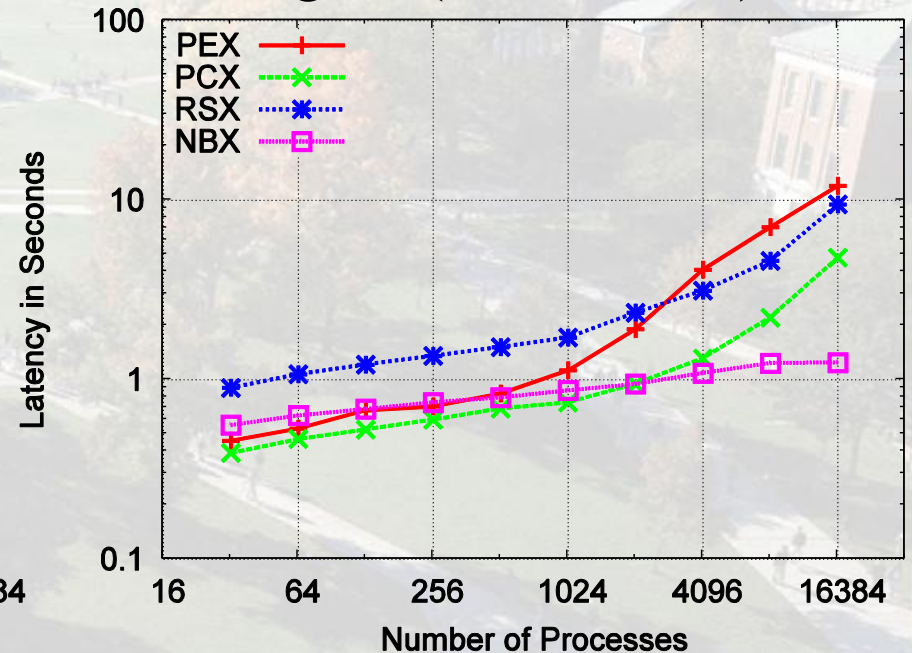 100
10
1
0.1
PEX
PCX
RSX
NBX
Latency in Seconds
16 64 256 1024 4096 16384
Number of Processes